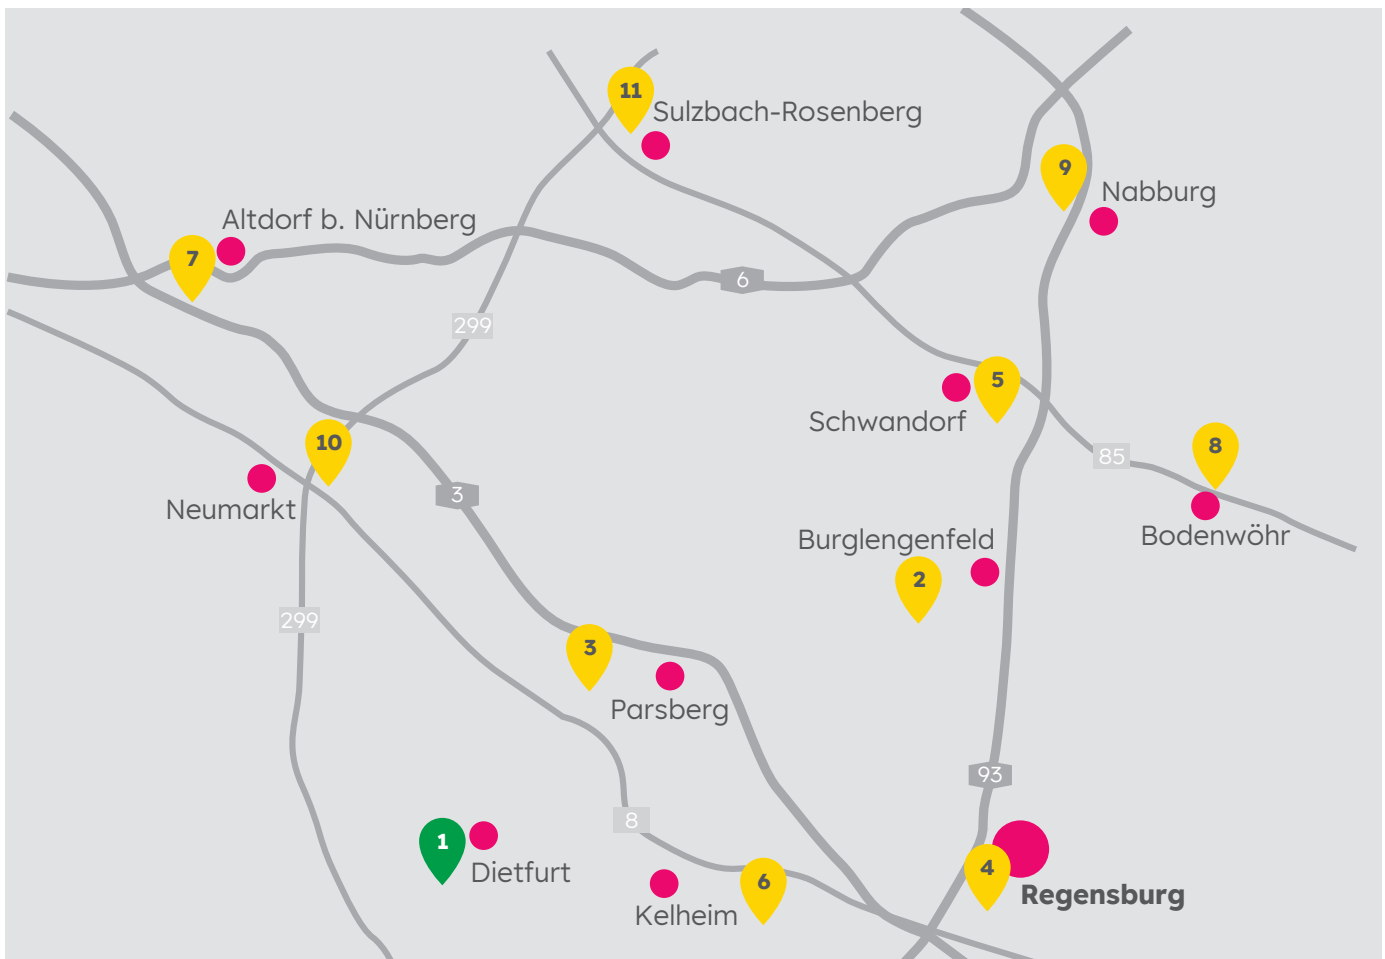 11
Sulzbach-Rosenberg
9
Nabburg
Altdorf b. Nürnberg
7
6
299
5
Schwandorf
10
8
85
3
Neumarkt
Bodenwöhr
Burglengenfeld
2
299
3
Parsberg
93
8
1
Dietfurt
4
6
Regensburg
Kelheim